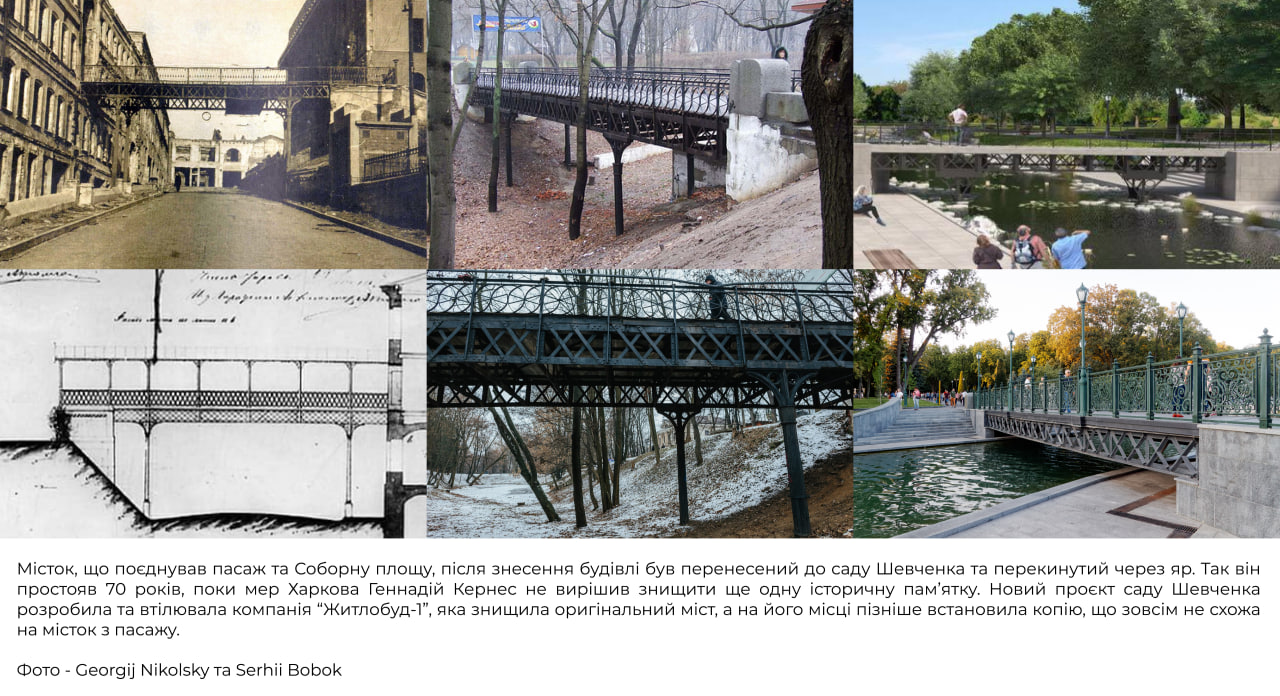 Місток, що поєднував пасаж та Соборну площу, після знесення будівлі був перенесений до саду Шевченка та перекинутий через яр. Так він
простояв 70 років, поки мер Харкова Геннадій Кернес не вирішив знищити ще одну історичну пам’ятку. Новий проєкт саду Шевченка
розробила та втілювала компанія “Житлобуд-1”, яка знищила оригінальний міст, а на його місці пізніше встановила копію, що зовсім не схожа
на місток з пасажу.
Фото - Georgij Nikolsky та Serhii Bobok